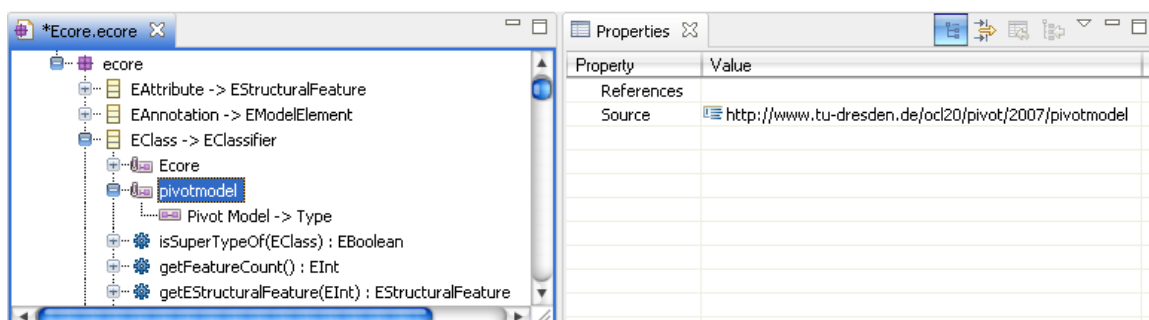 *Ecore.ecore
ecore
EAttribute -> EStructuralFeature
EAnnotation -> EModelElement
EClass -> EClassifier
Ecore
pivotmodel
Pivot Model -> Type
isSuperTypeOf(EClass) : EBoolean
getFeatureCount() : EInt
getEStructuralFeature(EInt) : EStructuralFeature
Properties
Property Value
References
Source http://www.tu-dresden.de/ocl20/pivot/2007/pivotmodel